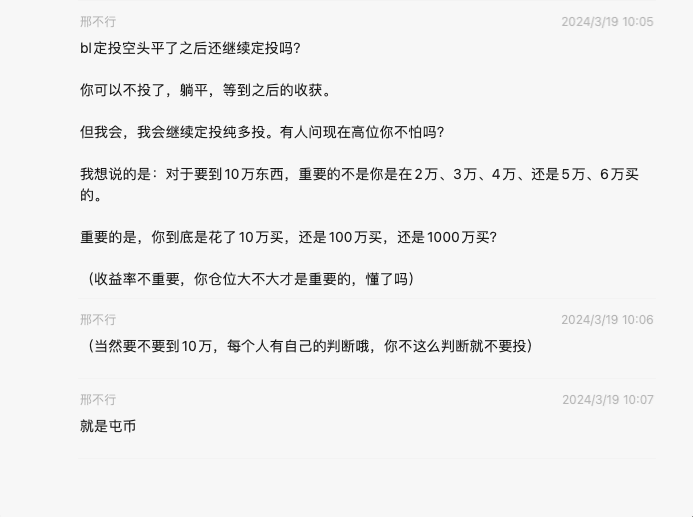 邢不行 2024/3/19 10:05
bl定投空头平了之后还继续定投吗？
你可以不投了，躺平，等到之后的收获。
但我会，我会继续定投纯多投。有人问现在高位你不怕吗？
我想说的是：对于要到10万东西，重要的不是你是在2万、3万、4万、还是5万、6万买
的。
重要的是，你到底是花了10万买，还是100万买，还是1000万买？
（收益率不重要，你仓位大不大才是重要的，懂了吗）
邢不行 2024/3/19 10:06
（当然要不要到10万，每个人有自己的判断哦，你不这么判断就不要投）
邢不行 2024/3/19 10:07
就是屯币